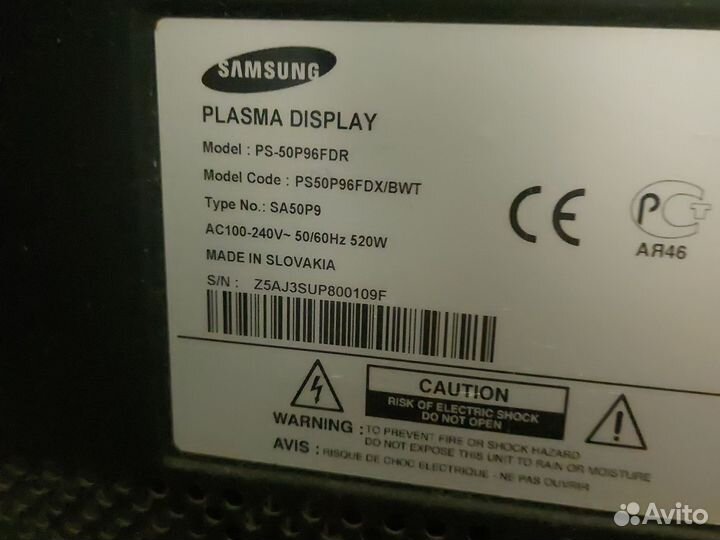 SAMSUNG
PLASMA DISPLAY
Model : PS-50P96FDR
Model Code : PS50P96FDX/BWT
Type No.: SA50P9
AC100-240V~ 50/60Hz 520W
MADE IN SLOVAKIA
S/N : Z5AJ3SUP800109F
CE
РСТ
АЯ46
CAUTION
RISK OF ELECTRIC SHOCK
DO NOT OPEN
WARNING : TO PREVENT FIRE OR SHOCK HAZARD
DO NOT EXPOSE THIS UNIT TO RAIN OR MOISTURE
AVIS : RISQUE DE CHOC ELECTRIQUE - NE PAS OUVRIR
Avito